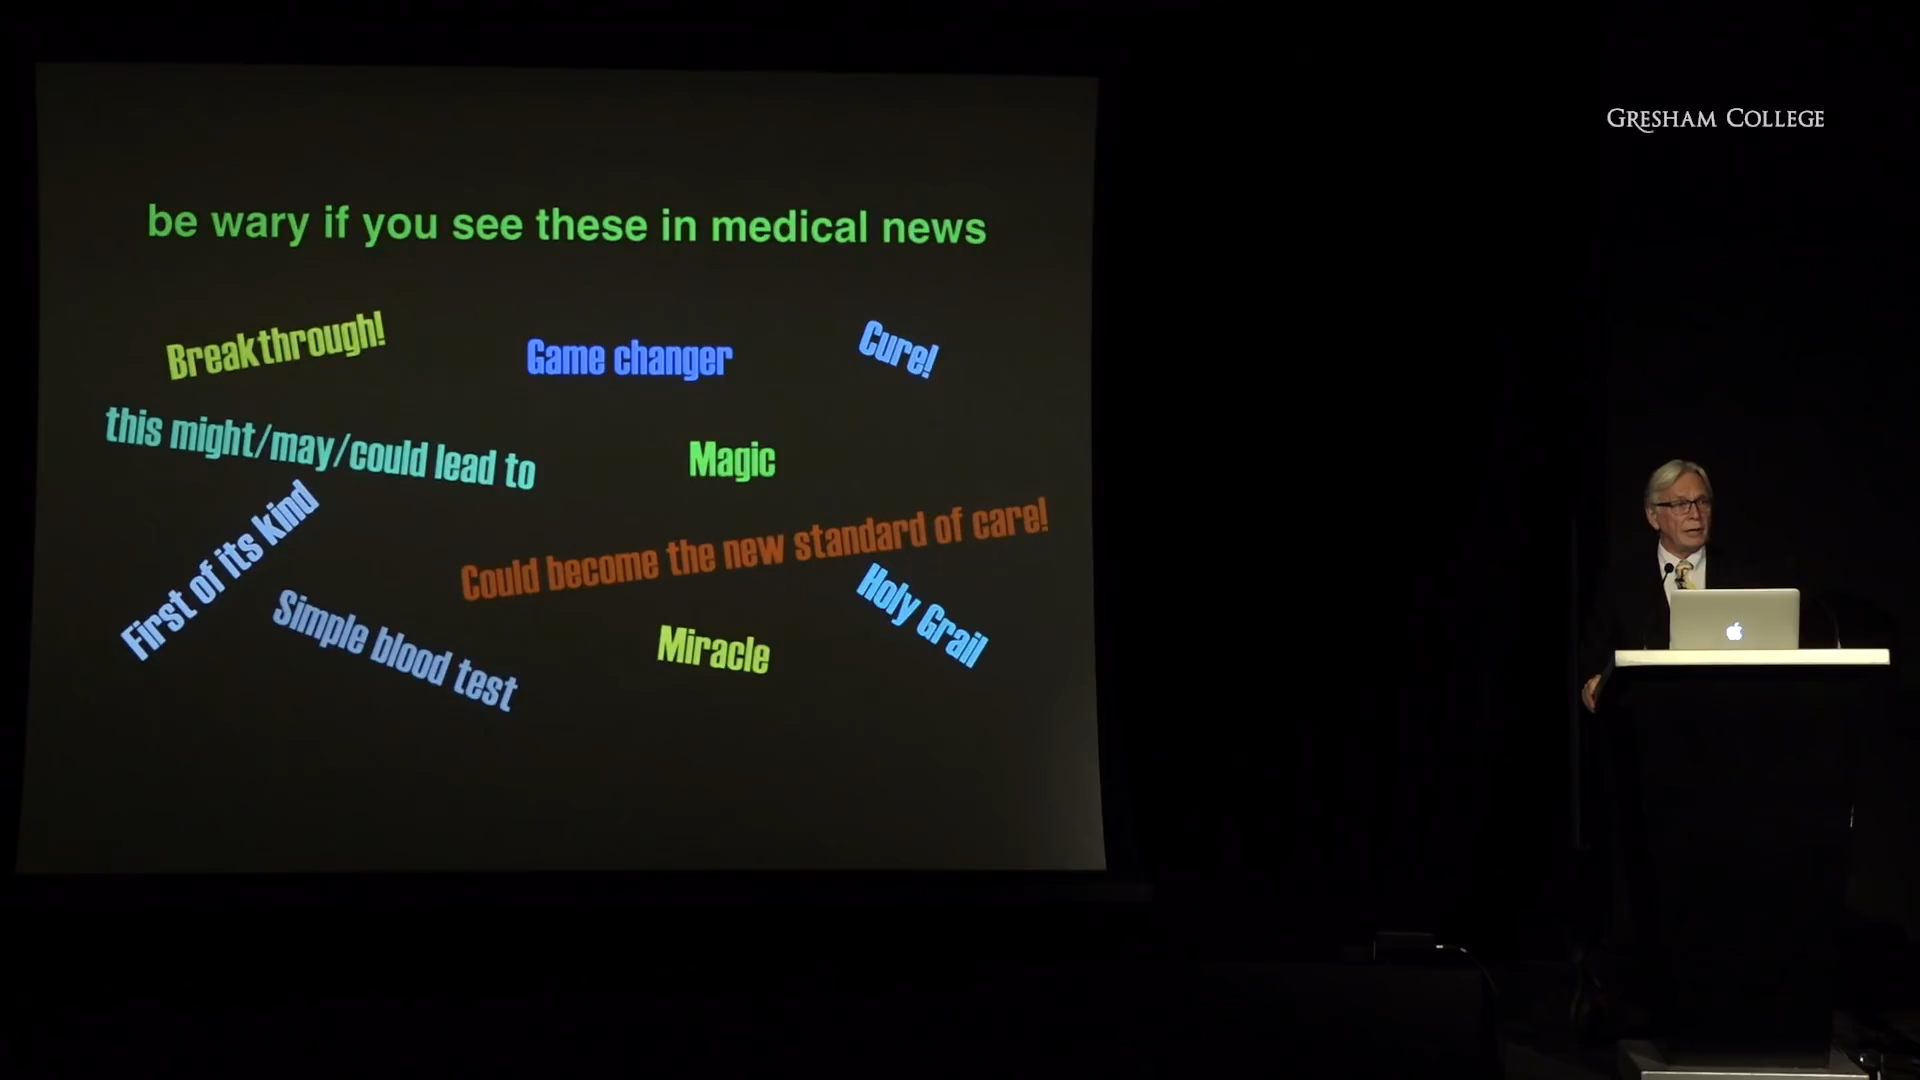 GRESHAM COLLEGE
be wary if you see these in medical news
Breakthrough!
Game changer
Cure!
this might/may/could lead to
Magic
First of its kind
Could become the new standard of care!
Simple blood test
Miracle
Holy Grail